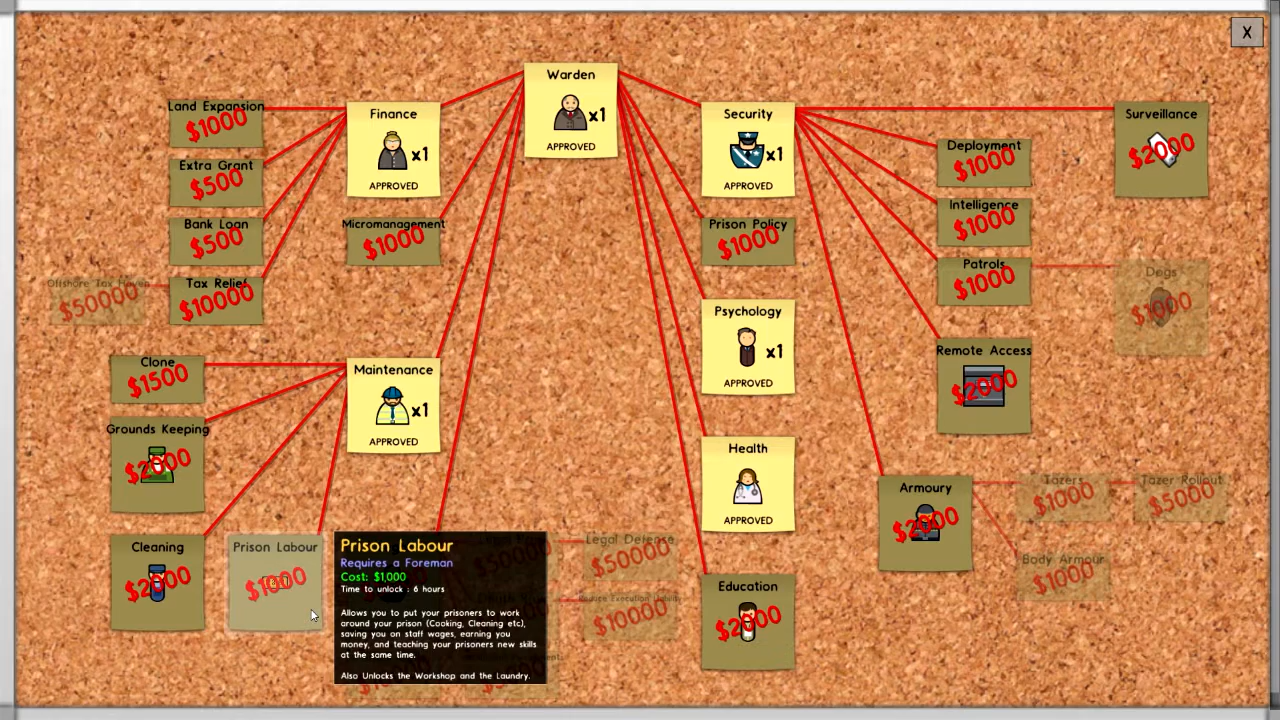 X
Warden
x1
APPROVED
Land Expansion
$1000
Finance
x1
APPROVED
Security
x1
APPROVED
Surveillance
$2000
Extra Grant
$500
Deployment
$1000
Bank Loan
$500
Micromanagement
$1000
Prison Policy
$1000
Intelligence
$1000
Offshore Tax Haven
$50000
Tax Relief
$10000
Patrols
$1000
Dogs
$1000
Psychology
x1
APPROVED
Clone
$1500
Maintenance
x1
APPROVED
Remote Access
$2000
Grounds Keeping
$2000
Health
APPROVED
Armoury
$2000
Tazers
$1000
Tazer Rollout
$5000
Cleaning
$2000
Prison Labour
$1000
Prison Labour
Requires a Foreman
Cost: $1,000
Time to unlock : 6 hours
Allows you to put your prisoners to work
around your prison (Cooking, Cleaning etc),
saving you on staff wages, earning you
money, and teaching your prisoners new skills
at the same time.
Also Unlocks the Workshop and the Laundry.
Legal Defense
$50000
Reduce Execution Liability
$10000
Body Armour
$1000
Education
$2000